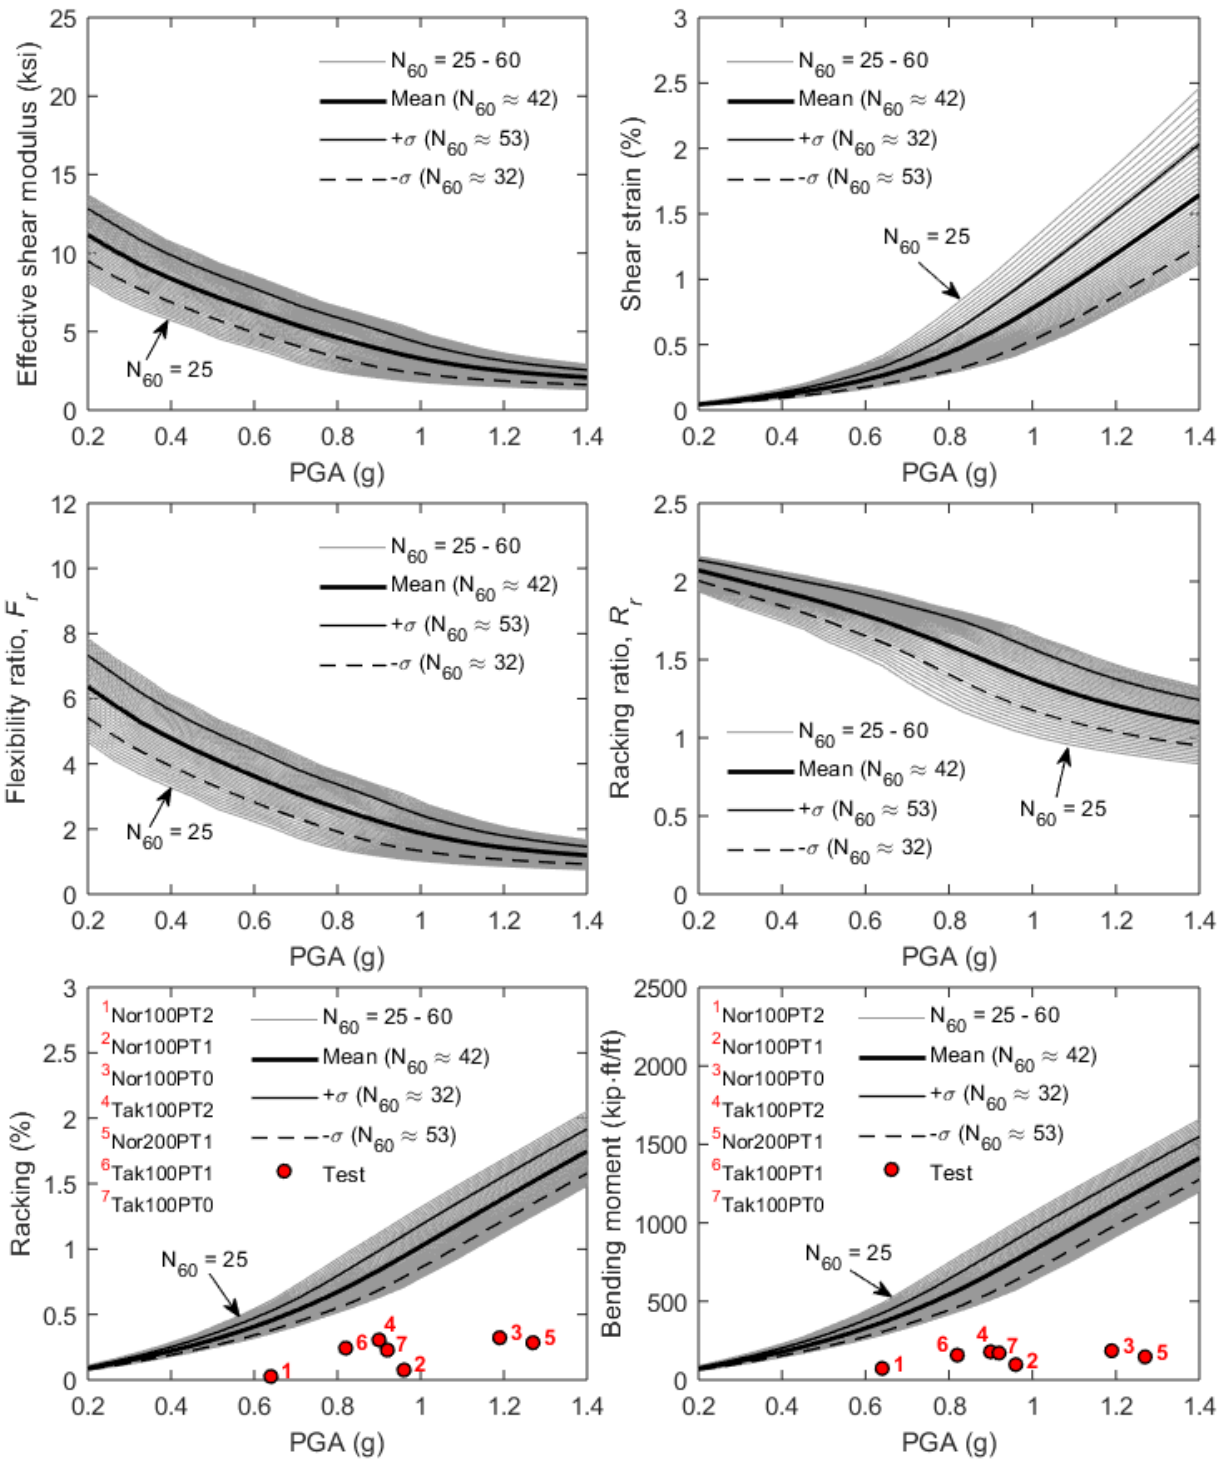 Effective shear modulus (ksi)
25
20
15
10
5
0
N60 = 25 - 60
Mean (N60 ≈ 42)
+σ (N60 ≈ 53)
-σ (N60 ≈ 32)
N60 = 25
0.2 0.4 0.6 0.8 1 1.2 1.4
PGA (g)
Shear strain (%)
3
2.5
2
1.5
1
0.5
0
N60 = 25 - 60
Mean (N60 ≈ 42)
+σ (N60 ≈ 32)
-σ (N60 ≈ 53)
N60 = 25
0.2 0.4 0.6 0.8 1 1.2 1.4
PGA (g)
Flexibility ratio, Fr
12
10
8
6
4
2
0
N60 = 25 - 60
Mean (N60 ≈ 42)
+σ (N60 ≈ 53)
-σ (N60 ≈ 32)
N60 = 25
0.2 0.4 0.6 0.8 1 1.2 1.4
PGA (g)
Racking ratio, Rr
2.5
2
1.5
1
0.5
0
N60 = 25 - 60
Mean (N60 ≈ 42)
+σ (N60 ≈ 53)
-σ (N60 ≈ 32)
N60 = 25
0.2 0.4 0.6 0.8 1 1.2 1.4
PGA (g)
Racking (%)
3
2.5
2
1.5
1
0.5
0
1Nor100PT2
2Nor100PT1
3Nor100PT0
4Tak100PT2
5Nor200PT1
6Tak100PT1
7Tak100PT0
N60 = 25 - 60
Mean (N60 ≈ 42)
+σ (N60 ≈ 32)
-σ (N60 ≈ 53)
Test
N60 = 25
1
6
4
7
2
3
5
0.2 0.4 0.6 0.8 1 1.2 1.4
PGA (g)
Bending moment (kip·ft/ft)
2500
2000
1500
1000
500
0
1Nor100PT2
2Nor100PT1
3Nor100PT0
4Tak100PT2
5Nor200PT1
6Tak100PT1
7Tak100PT0
N60 = 25 - 60
Mean (N60 ≈ 42)
+σ (N60 ≈ 32)
-σ (N60 ≈ 53)
Test
N60 = 25
1
6
4
7
2
3
5
0.2 0.4 0.6 0.8 1 1.2 1.4
PGA (g)